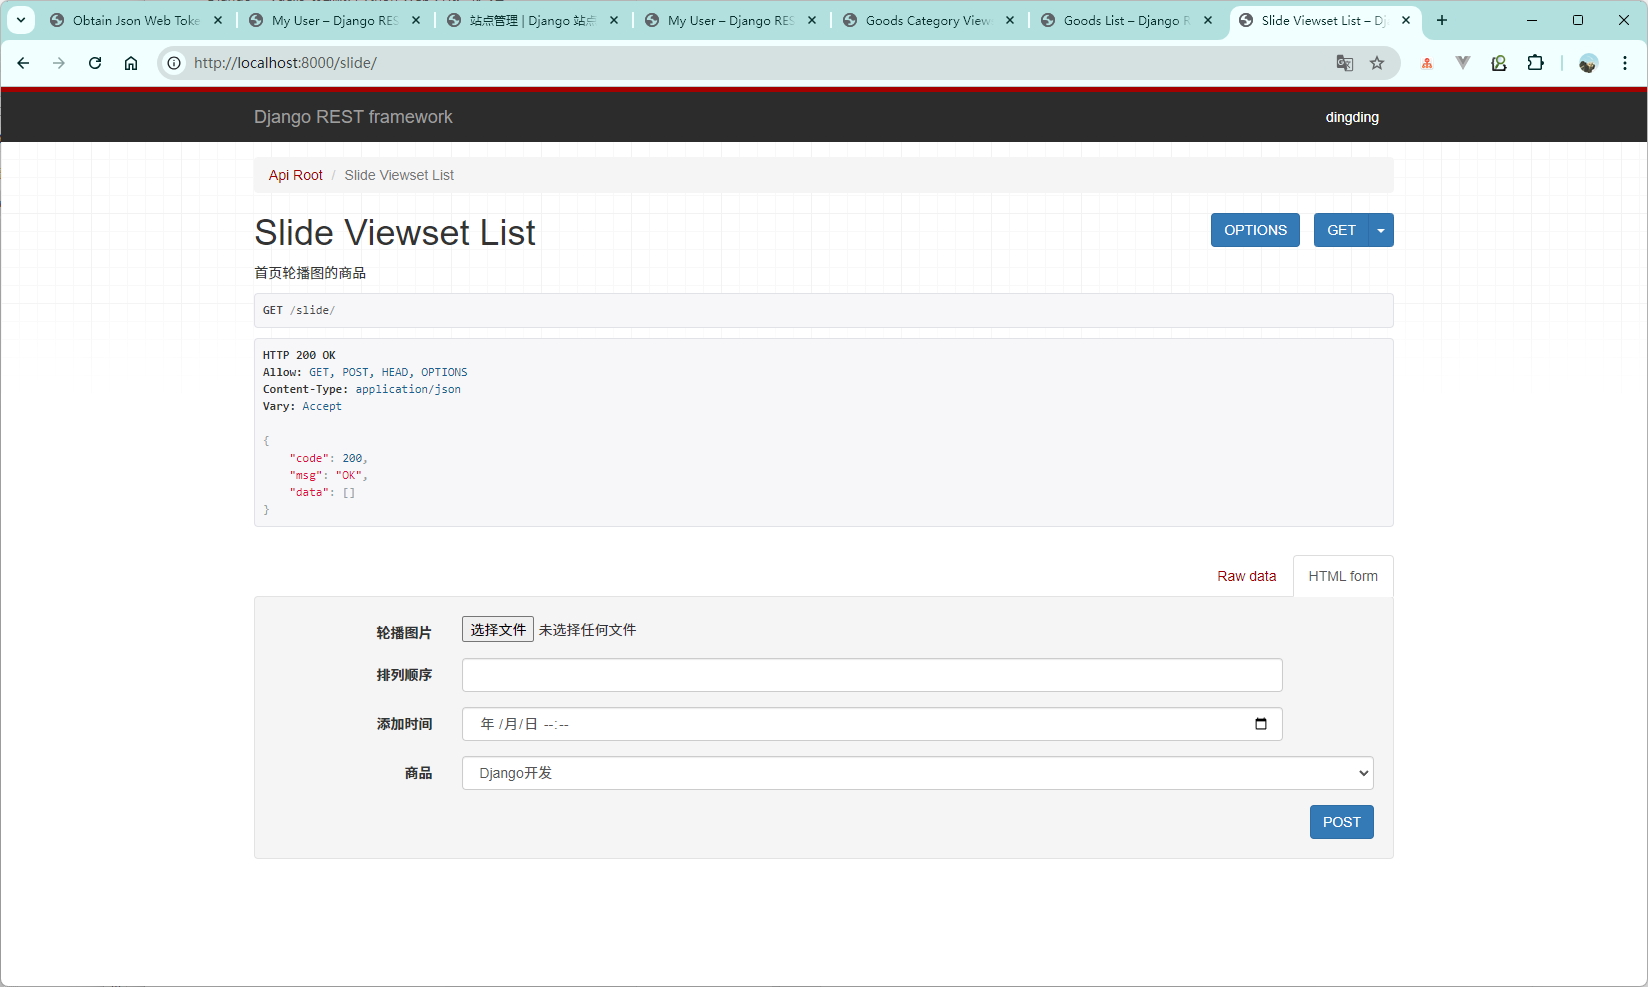 Obtain Json Web Toke
My User – Django RES
站点管理 | Django 站点
My User – Django RES
Goods Category View
Goods List – Django R
Slide Viewset List – Dj
http://localhost:8000/slide/
Django REST framework
dingding
Api Root / Slide Viewset List
Slide Viewset List
OPTIONS
GET
首页轮播图的商品
GET /slide/
HTTP 200 OK
Allow: GET, POST, HEAD, OPTIONS
Content-Type: application/json
Vary: Accept
{
"code": 200,
"msg": "OK",
"data": []
}
Raw data
HTML form
轮播图片
选择文件 未选择任何文件
排列顺序
添加时间
年 /月/日 --:--
商品
Django开发
POST